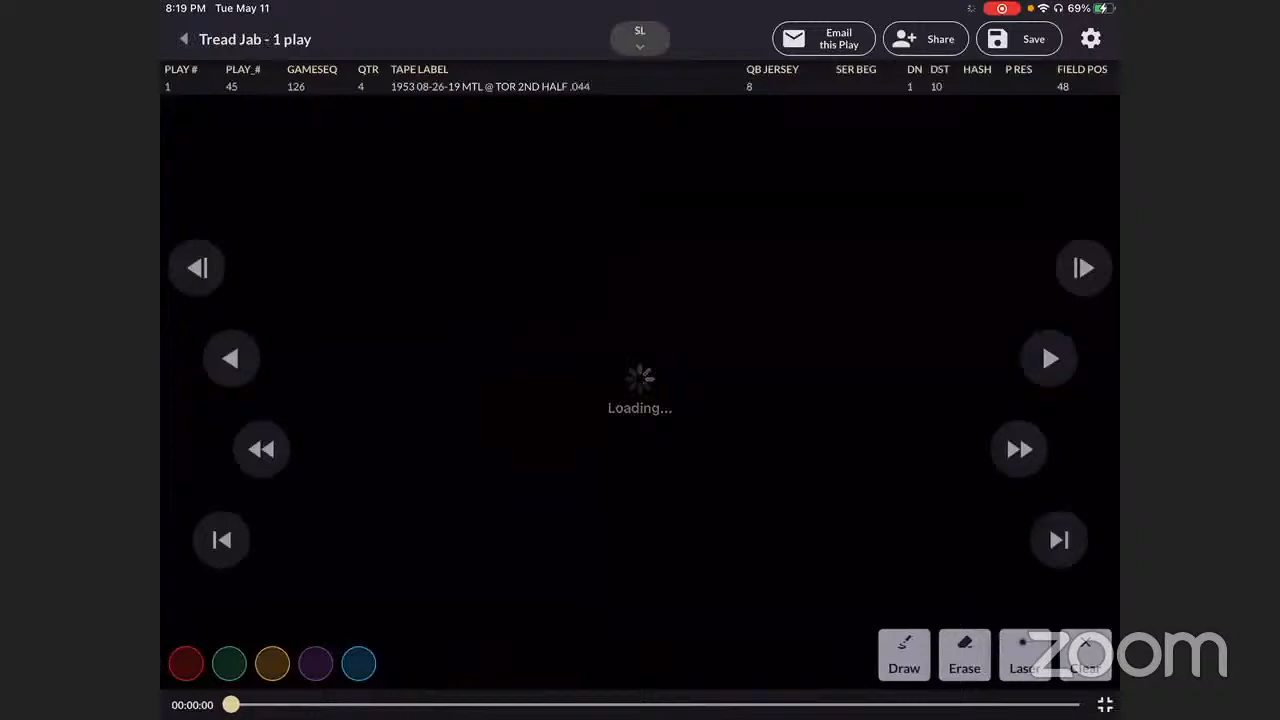 8:19 PM Tue May 11
69%
Tread Jab - 1 play
SL
Email this Play
Share
Save
PLAY # PLAY_# GAMESEQ QTR TAPE LABEL QB JERSEY SER BEG DN DST HASH P RES FIELD POS
1 45 126 4 1953 08-26-19 MTL @ TOR 2ND HALF .044 8 1 10 48
Loading...
Draw Erase Laser Clear
zoom
00:00:00